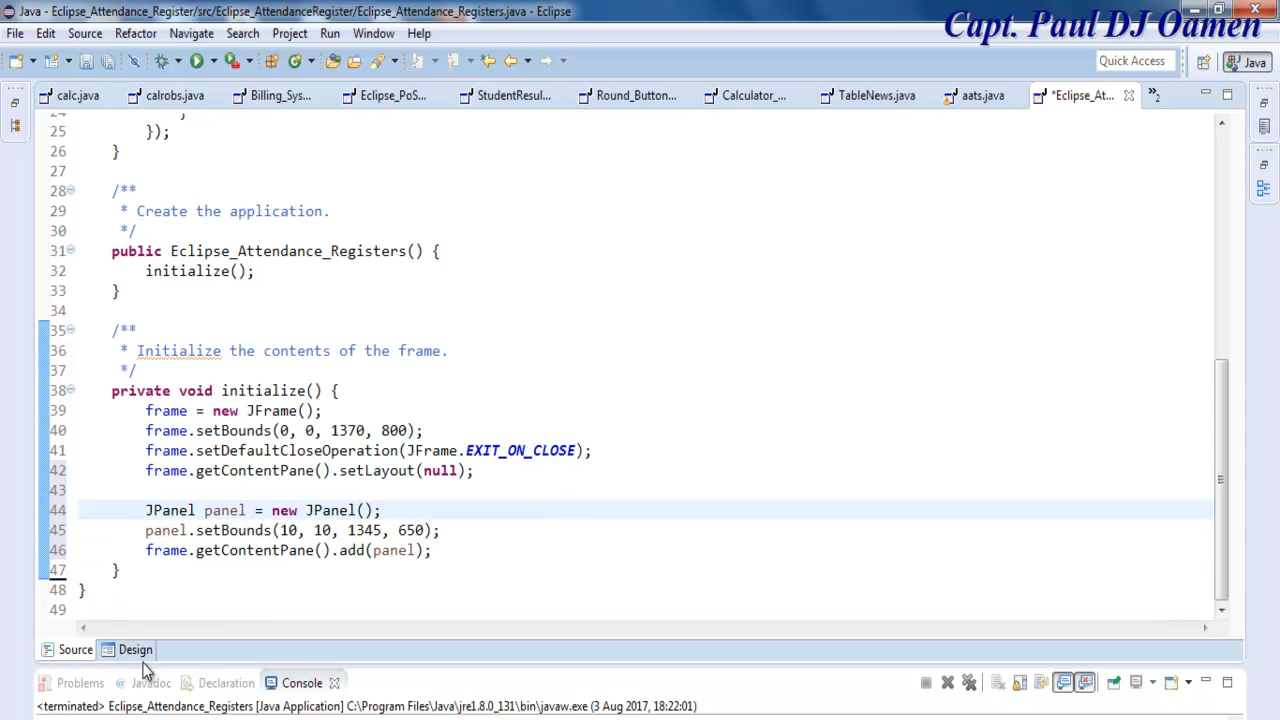 Java - Eclipse_AttendanceRegister/src/Eclipse_AttendanceRegister/Eclipse_Attendance_Registers.java - Eclipse
Capt. Paul DJ Oamen
File Edit Source Refactor Navigate Search Project Run Window Help
Quick Access Java
calc.java calrobs.java Billing_Sys... Eclipse_PoS... StudentResul... Round_Button... Calculator_... TableNews.java aats.java *Eclipse_At... »2
24 }
25 });
26 }
27
28 /**
29 * Create the application.
30 */
31 public Eclipse_Attendance_Registers() {
32 initialize();
33 }
34
35 /**
36 * Initialize the contents of the frame.
37 */
38 private void initialize() {
39 frame = new JFrame();
40 frame.setBounds(0, 0, 1370, 800);
41 frame.setDefaultCloseOperation(JFrame.EXIT_ON_CLOSE);
42 frame.getContentPane().setLayout(null);
43
44 JPanel panel = new JPanel();
45 panel.setBounds(10, 10, 1345, 650);
46 frame.getContentPane().add(panel);
47 }
48 }
49
Source Design
Problems @ Javadoc Declaration Console
<terminated> Eclipse_Attendance_Registers [Java Application] C:\Program Files\Java\jre1.8.0_131\bin\javaw.exe (3 Aug 2017, 18:22:01)